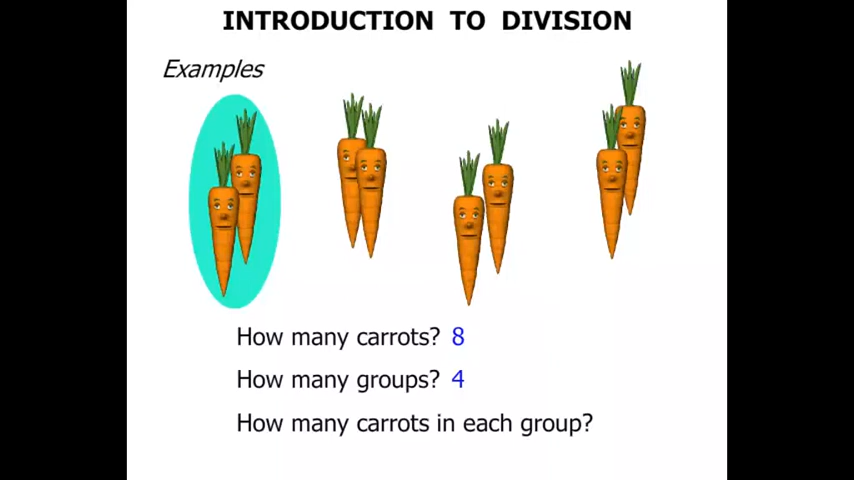 INTRODUCTION TO DIVISION
Examples
How many carrots? 8
How many groups? 4
How many carrots in each group?